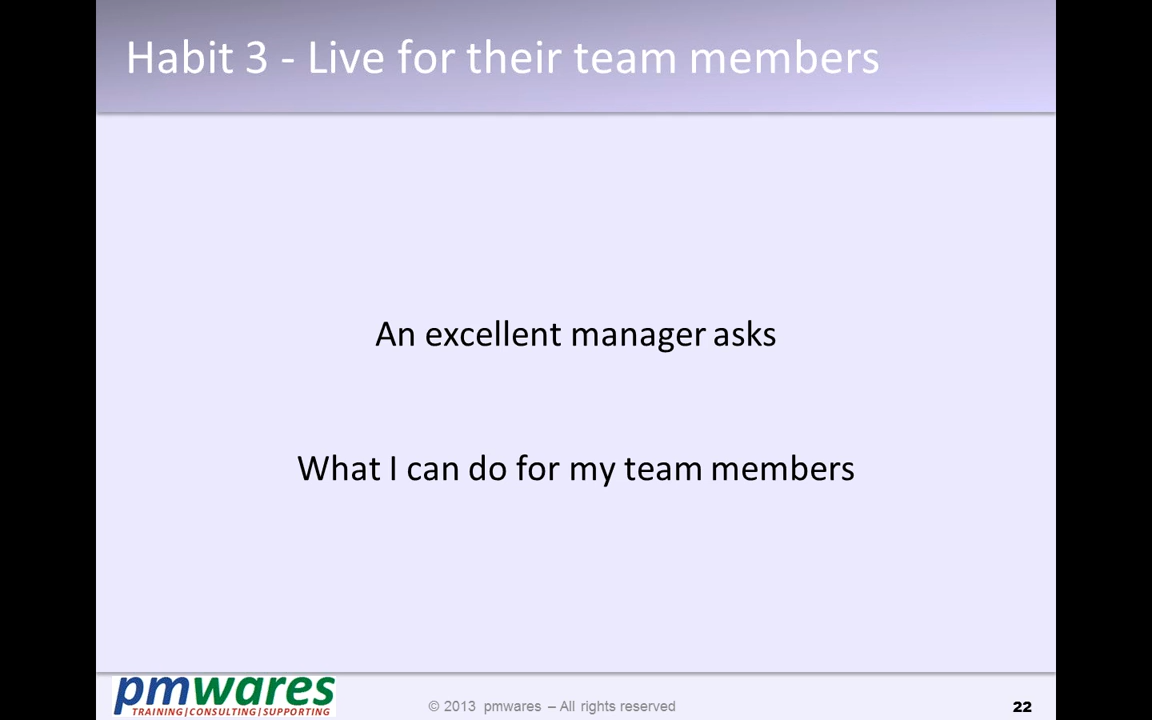 Habit 3 - Live for their team members
An excellent manager asks
What I can do for my team members
pmwares
TRAINING|CONSULTING|SUPPORTING
© 2013 pmwares – All rights reserved
22